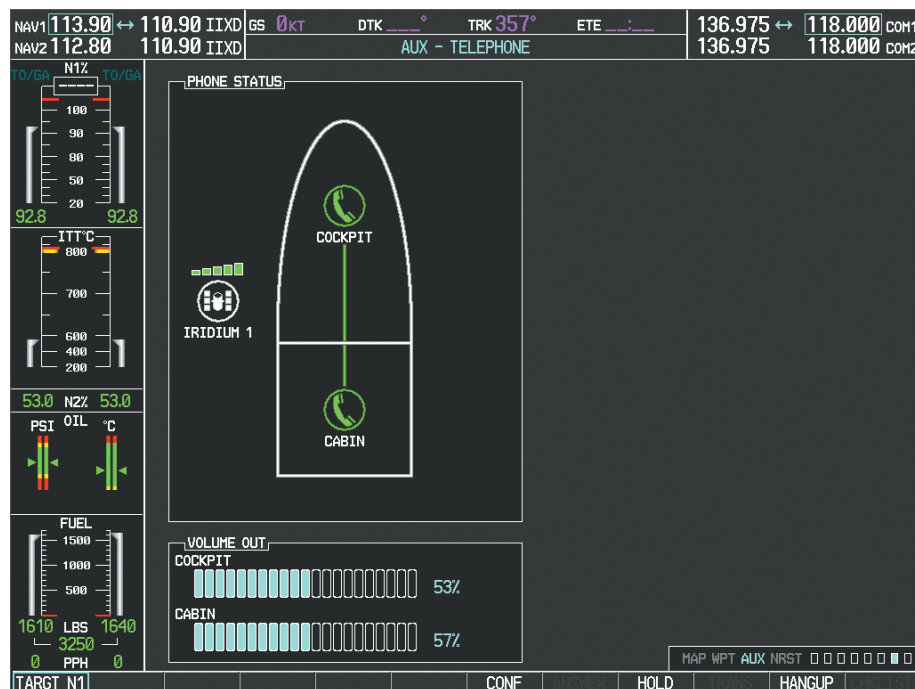 NAV1 113.90 ↔ 110.90 IIXD GS 0KT DTK ___° TRK 357° ETE __:__ 136.975 ↔ 118.000 COM1
NAV2 112.80 110.90 IIXD AUX - TELEPHONE 136.975 118.000 COM2
TO/GA N1% TO/GA
----
100
90
80
50
20
92.8 92.8
ITT°C
800
700
600
400
200
53.0 N2% 53.0
PSI OIL °C
FUEL
1500
1000
500
1610 LBS 1640
3250
0 PPH 0
PHONE STATUS
COCKPIT
IRIDIUM 1
CABIN
VOLUME OUT
COCKPIT
53%
CABIN
57%
MAP WPT AUX NRST
TARGT N1 CONF ANSWER HOLD TRANS HANGUP CHKLIST